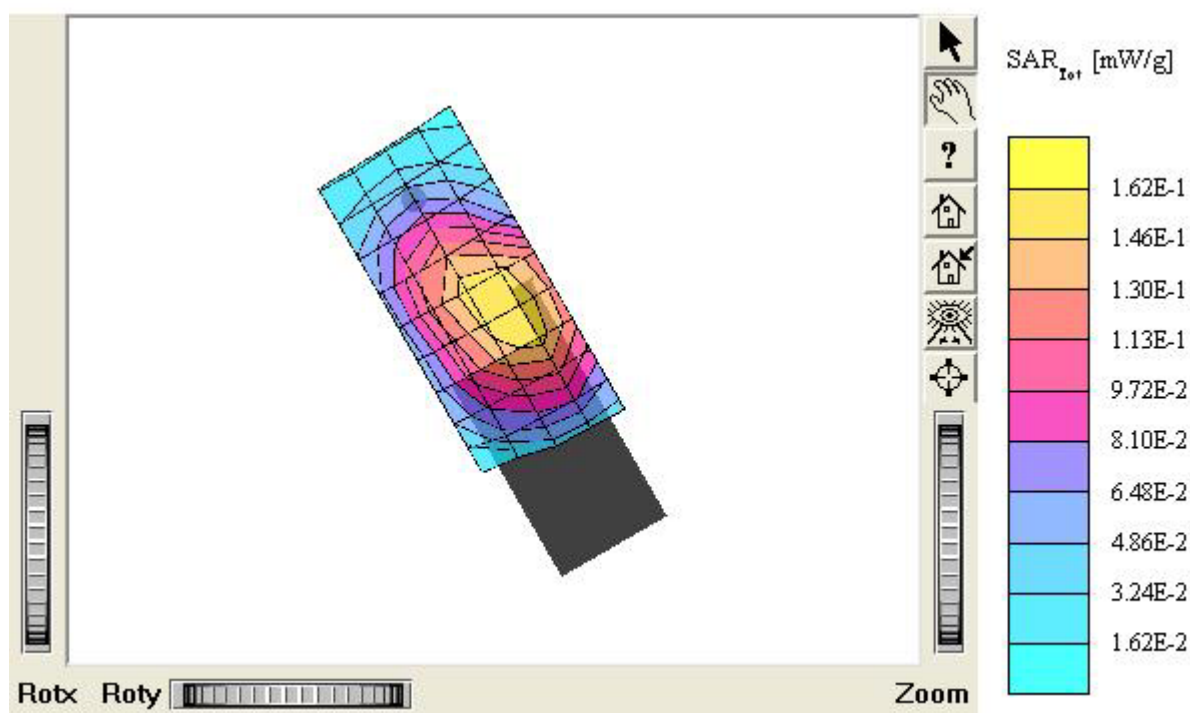 SAR_Tot [mW/g]
?
1.62E-1
1.46E-1
1.30E-1
1.13E-1
9.72E-2
8.10E-2
6.48E-2
4.86E-2
3.24E-2
1.62E-2
Rotx Roty Zoom